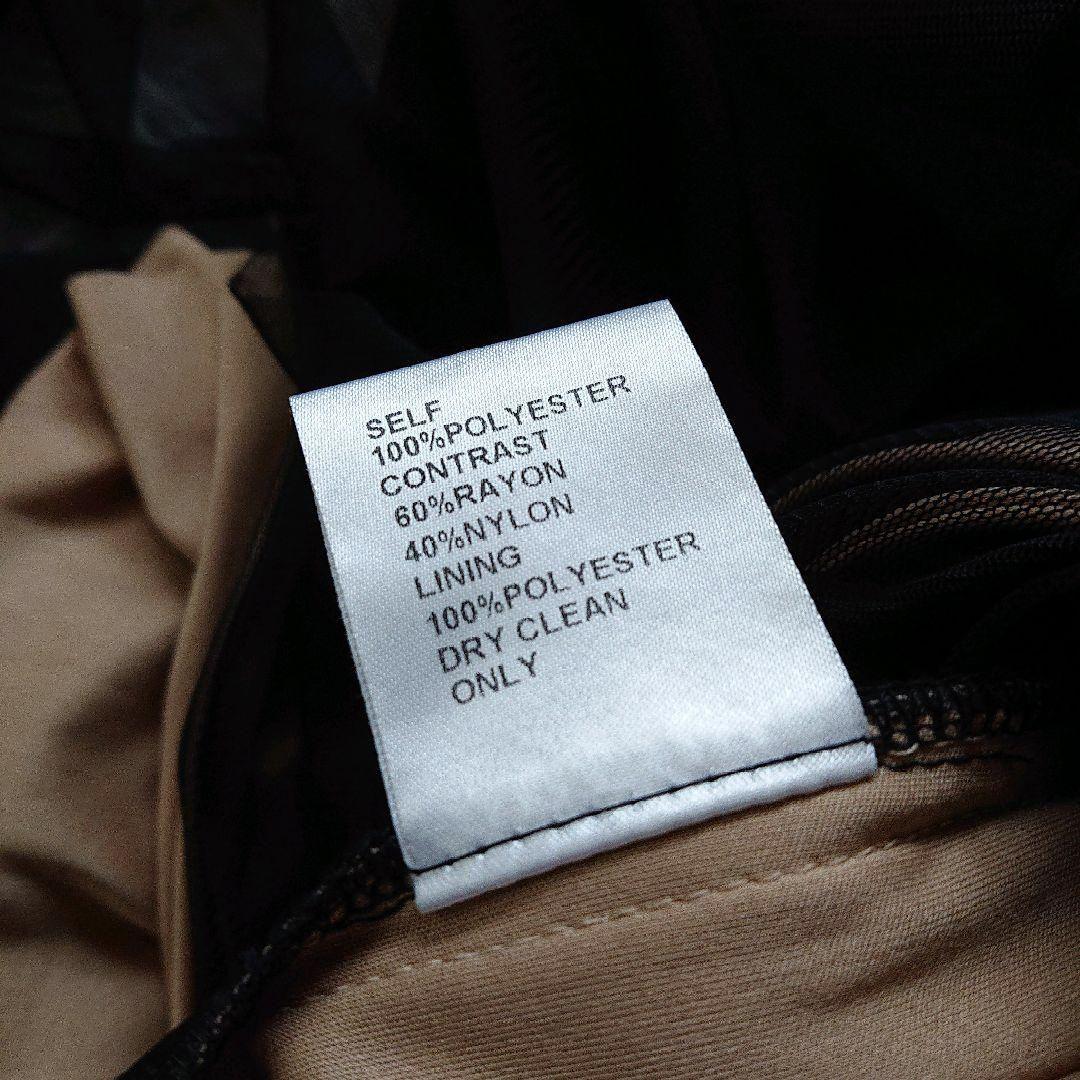 SELF
100%POLYESTER
CONTRAST
60%RAYON
40%NYLON
LINING
100%POLYESTER
DRY CLEAN
ONLY